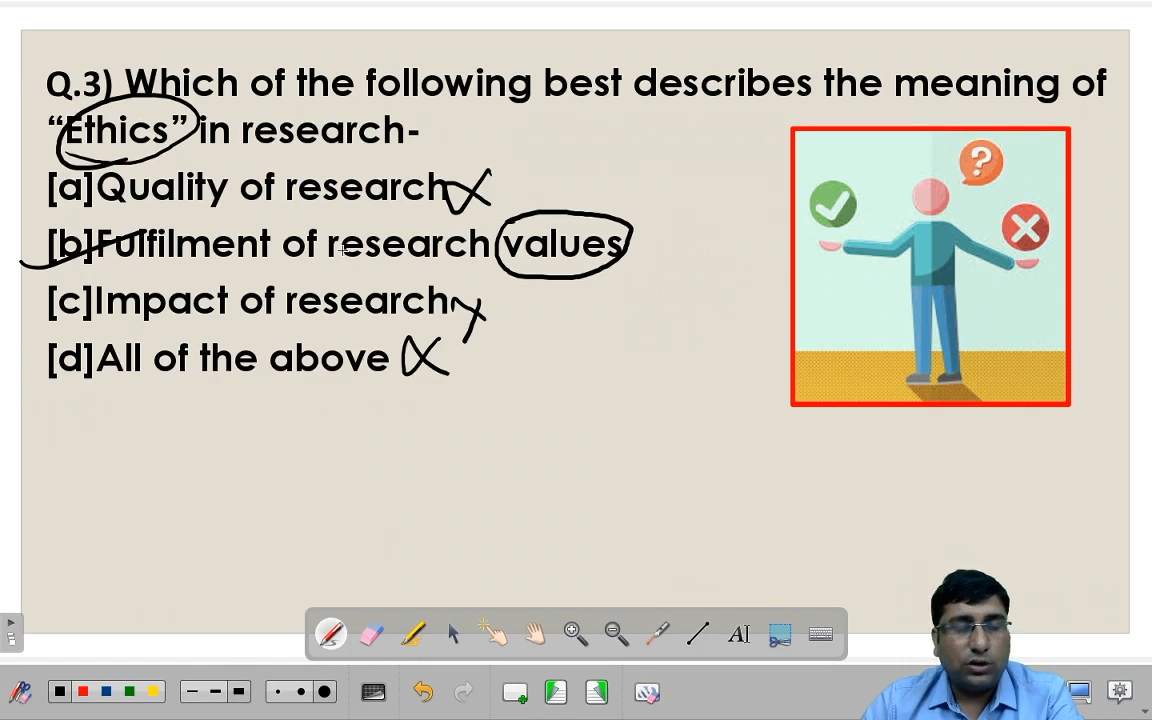 Q.3) Which of the following best describes the meaning of
“Ethics” in research-
[a]Quality of research
[b]Fulfilment of research values
[c]Impact of research
[d]All of the above
?
AI